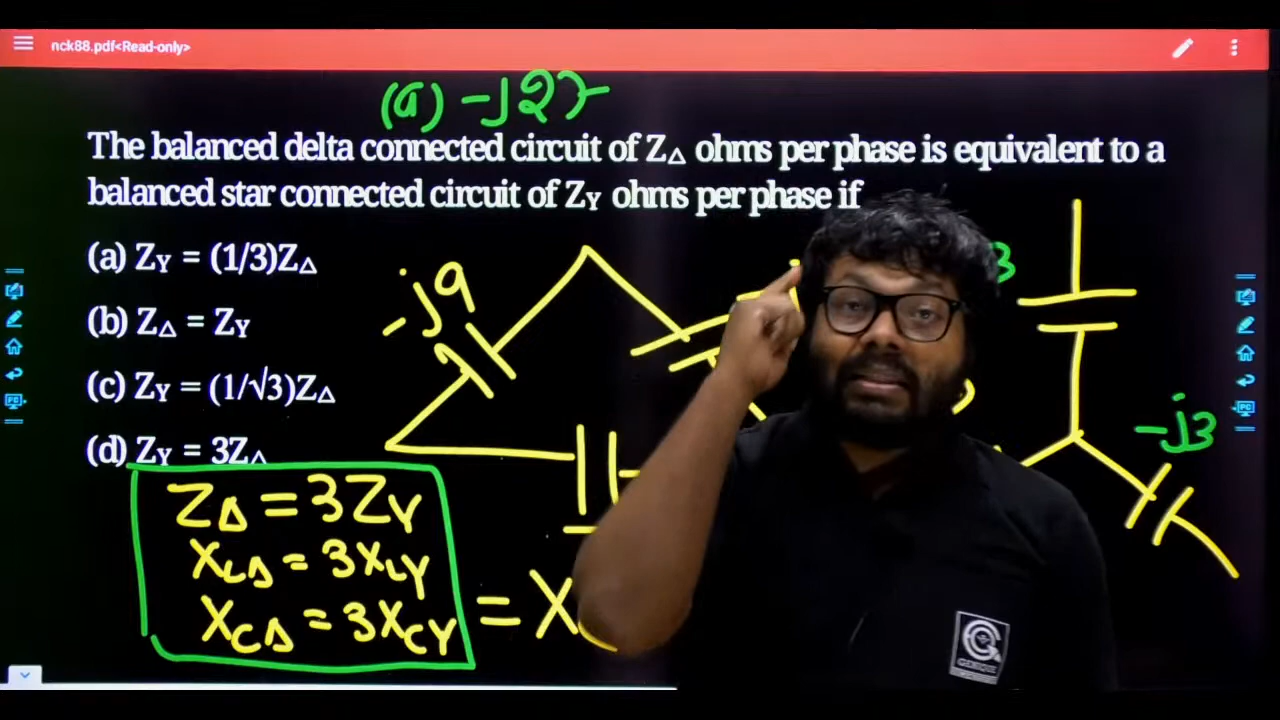 nck88.pdf<Read-only>
(a) -j27
The balanced delta connected circuit of Z△ ohms per phase is equivalent to a
balanced star connected circuit of ZY ohms per phase if
(a) ZY = (1/3)Z△
(b) Z△ = ZY
(c) ZY = (1/√3)Z△
(d) ZY = 3Z△
-j9
3
-j3
Z△ = 3ZY
XL△ = 3XLY
XC△ = 3XCY = X
GENIQUE